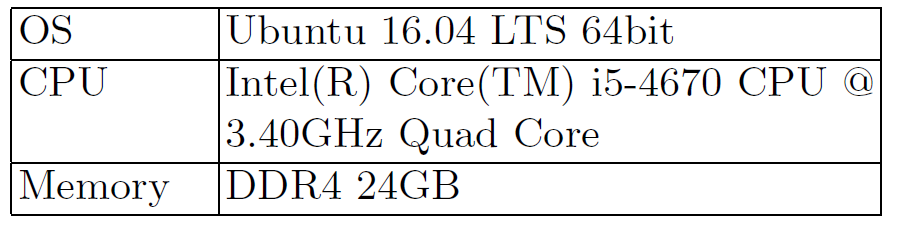 OS Ubuntu 16.04 LTS 64bit
CPU Intel(R) Core(TM) i5-4670 CPU @
3.40GHz Quad Core
Memory DDR4 24GB